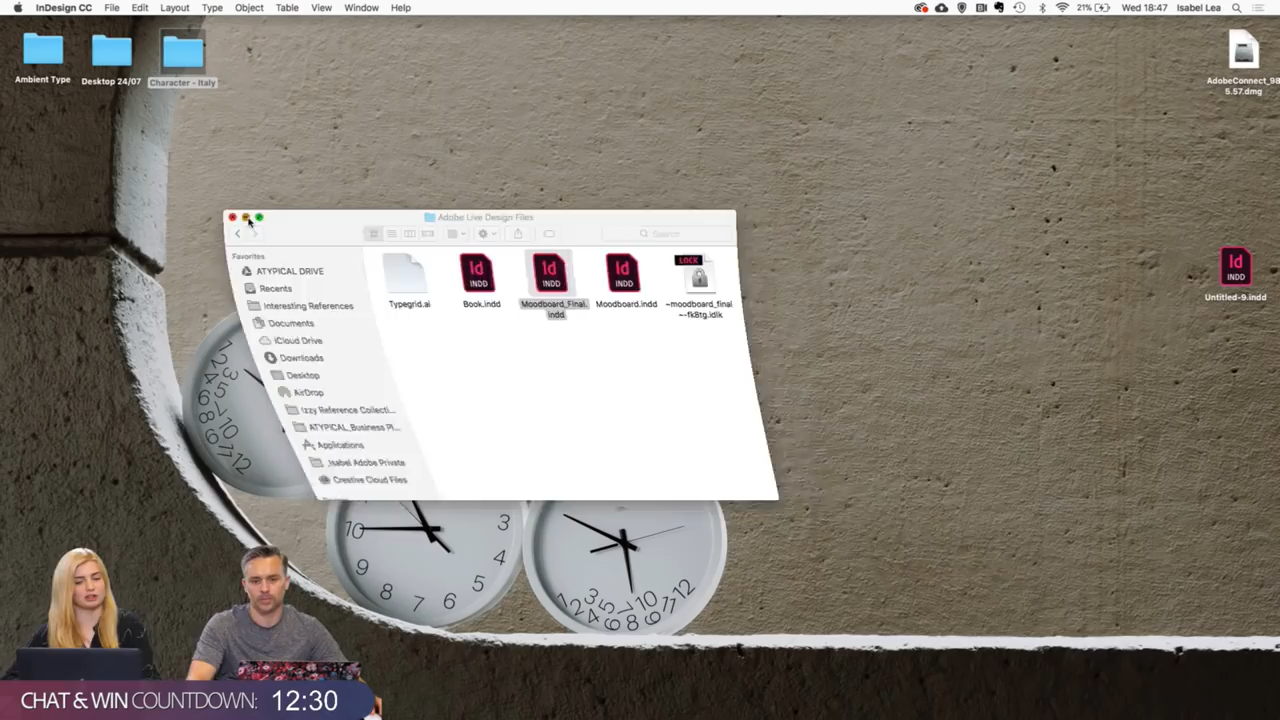 InDesign CC File Edit Layout Type Object Table View Window Help 21% Wed 18:47 Isabel Lea
Ambient Type
Desktop 24/07
Character - Italy
AdobeConnect_98
5.57.dmg
Adobe Live Design Files
Search
Favorites
ATYPICAL DRIVE
Recents
Interesting References
Documents
iCloud Drive
Downloads
Desktop
AirDrop
Izzy Reference Collecti...
ATYPICAL_Business Pl...
Applications
_Isabel Adobe Private
Creative Cloud Files
Typegrid.ai
Id
INDD
Book.indd
Id
INDD
Moodboard_Final.
indd
Id
INDD
Moodboard.indd
LOCK
~moodboard_final
~-fk8tg.idlk
Id
INDD
Untitled-9.indd
CHAT & WIN COUNTDOWN: 12:30